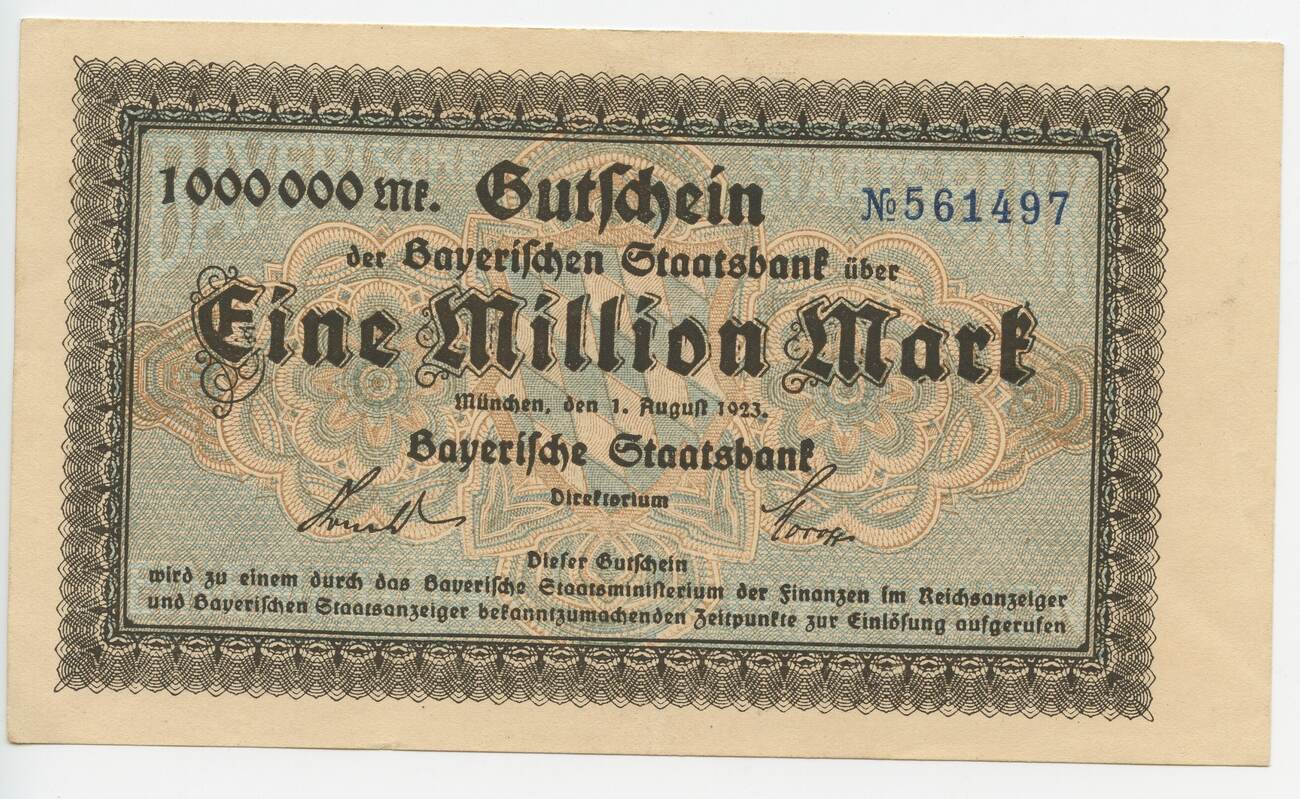 1000000 Mk. Gutschein №561497
der Bayerischen Staatsbank über
Eine Million Mark
München, den 1. August 1923.
Bayerische Staatsbank
Direktorium
Dieser Gutschein
wird zu einem durch das Bayerische Staatsministerium der Finanzen im Reichsanzeiger
und Bayerischen Staatsanzeiger bekanntzumachenden Zeitpunkte zur Einlösung aufgerufen